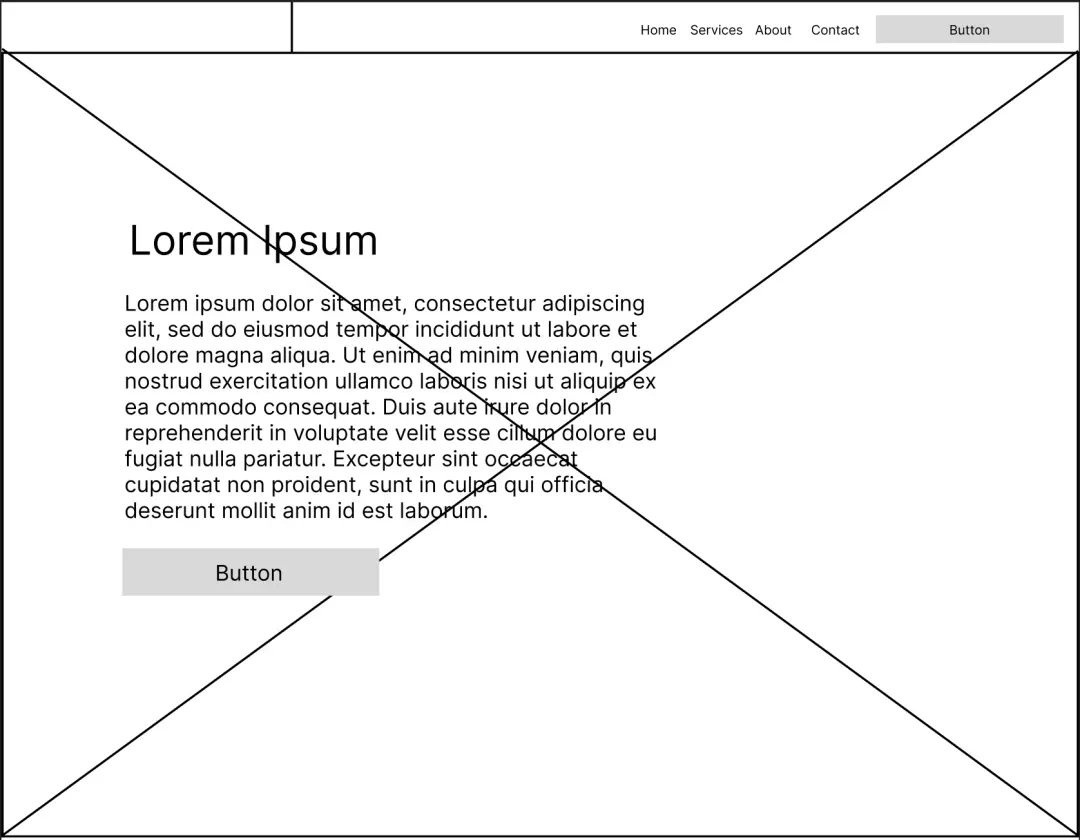 Home Services About Contact Button
Lorem Ipsum
Lorem ipsum dolor sit amet, consectetur adipiscing
elit, sed do eiusmod tempor incididunt ut labore et
dolore magna aliqua. Ut enim ad minim veniam, quis
nostrud exercitation ullamco laboris nisi ut aliquip ex
ea commodo consequat. Duis aute irure dolor in
reprehenderit in voluptate velit esse cillum dolore eu
fugiat nulla pariatur. Excepteur sint occaecat
cupidatat non proident, sunt in culpa qui officia
deserunt mollit anim id est laborum.
Button